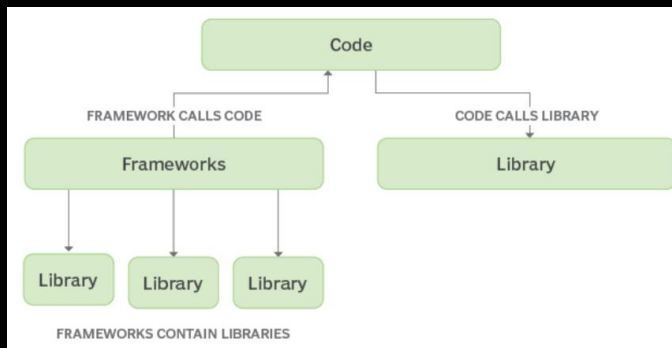 Code
FRAMEWORK CALLS CODE
CODE CALLS LIBRARY
Frameworks
Library
Library
Library
Library
FRAMEWORKS CONTAIN LIBRARIES